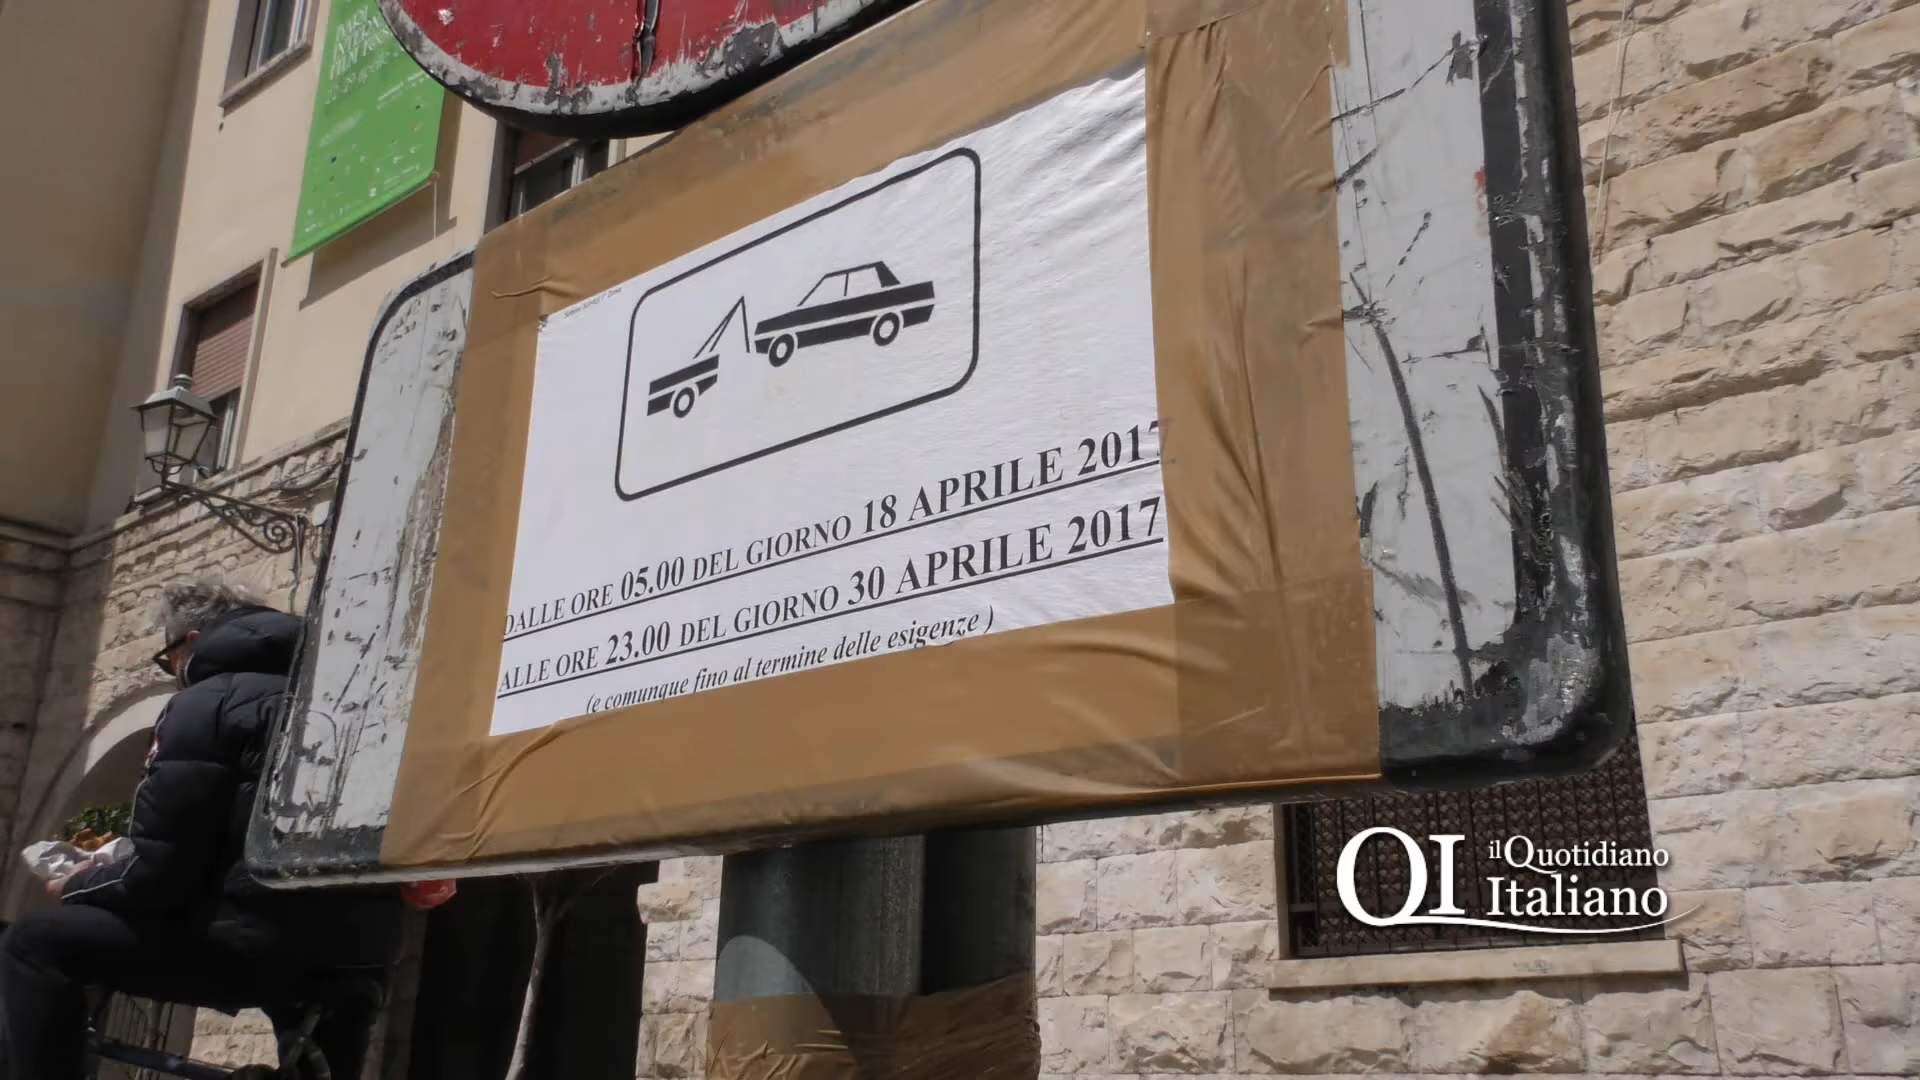 DALLE ORE 05.00 DEL GIORNO 18 APRILE 2017
ALLE ORE 23.00 DEL GIORNO 30 APRILE 2017
(e comunque fino al termine delle esigenze)
QI il Quotidiano
Italiano